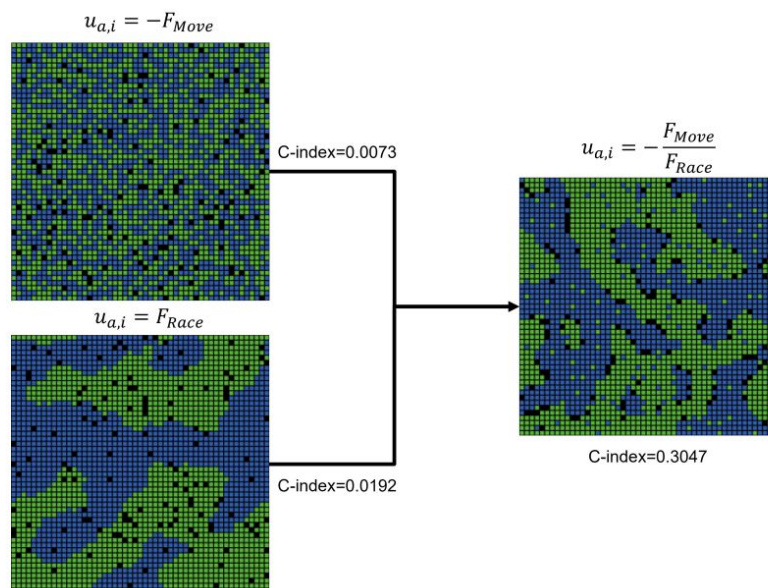 u_{a,i} = −F_{Move}
C-index=0.0073
u_{a,i} = F_{Race}
C-index=0.0192
u_{a,i} = − \frac{F_{Move}}{F_{Race}}
C-index=0.3047